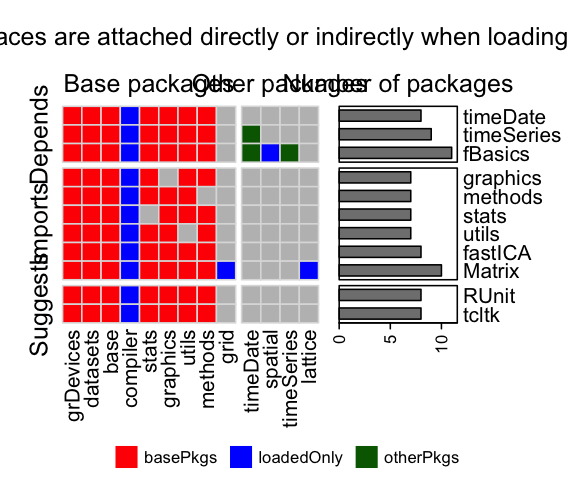 aces are attached directly or indirectly when loading
Base packages
Other packages
Number of packages
Depends
Imports
Suggests
timeDate
timeSeries
fBasics
graphics
methods
stats
utils
fastICA
Matrix
RUnit
tcltk
grDevices
datasets
base
compiler
stats
graphics
utils
methods
grid
timeDate
spatial
timeSeries
lattice
0
5
10
basePkgs loadedOnly otherPkgs